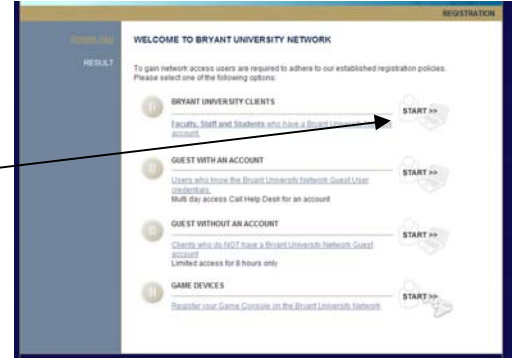 REGISTRATION
WELCOME TO BRYANT UNIVERSITY NETWORK
RESULT
To gain network access users are required to adhere to our established registration policies.
Please select one of the following options:
BRYANT UNIVERSITY CLIENTS
START >>
Faculty, Staff and Students who have a Bryant University
account.
GUEST WITH AN ACCOUNT
START >>
Users who know the Bryant University Network Guest User
credentials.
Multi day access Call Help Desk for an account
GUEST WITHOUT AN ACCOUNT
START >>
Clients who do NOT have a Bryant University Network Guest
account
Limited access for 8 hours only
GAME DEVICES
START >>
Register your Game Console on the Bryant University Network